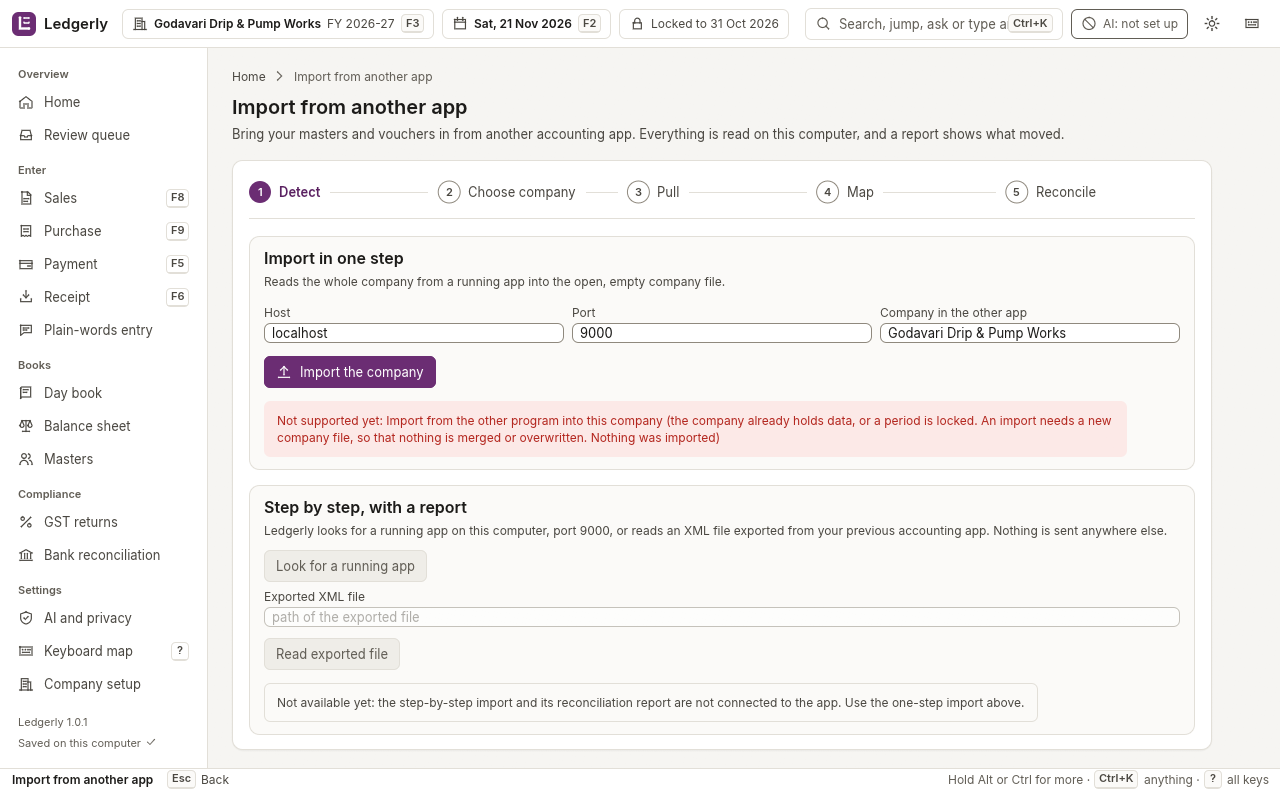 Ledgerly
Godavari Drip & Pump Works FY 2026-27 F3
Sat, 21 Nov 2026 F2
Locked to 31 Oct 2026
Search, jump, ask or type a Ctrl+K
AI: not set up
Overview
Home
Review queue
Enter
Sales F8
Purchase F9
Payment F5
Receipt F6
Plain-words entry
Books
Day book
Balance sheet
Masters
Compliance
GST returns
Bank reconciliation
Settings
AI and privacy
Keyboard map ?
Company setup
Ledgerly 1.0.1
Saved on this computer
Home Import from another app
Import from another app
Bring your masters and vouchers in from another accounting app. Everything is read on this computer, and a report shows what moved.
1 Detect 2 Choose company 3 Pull 4 Map 5 Reconcile
Import in one step
Reads the whole company from a running app into the open, empty company file.
Host Port Company in the other app
localhost 9000 Godavari Drip & Pump Works
Import the company
Not supported yet: Import from the other program into this company (the company already holds data, or a period is locked. An import needs a new
company file, so that nothing is merged or overwritten. Nothing was imported)
Step by step, with a report
Ledgerly looks for a running app on this computer, port 9000, or reads an XML file exported from your previous accounting app. Nothing is sent anywhere else.
Look for a running app
Exported XML file
path of the exported file
Read exported file
Not available yet: the step-by-step import and its reconciliation report are not connected to the app. Use the one-step import above.
Import from another app Esc Back
Hold Alt or Ctrl for more · Ctrl+K anything · ? all keys